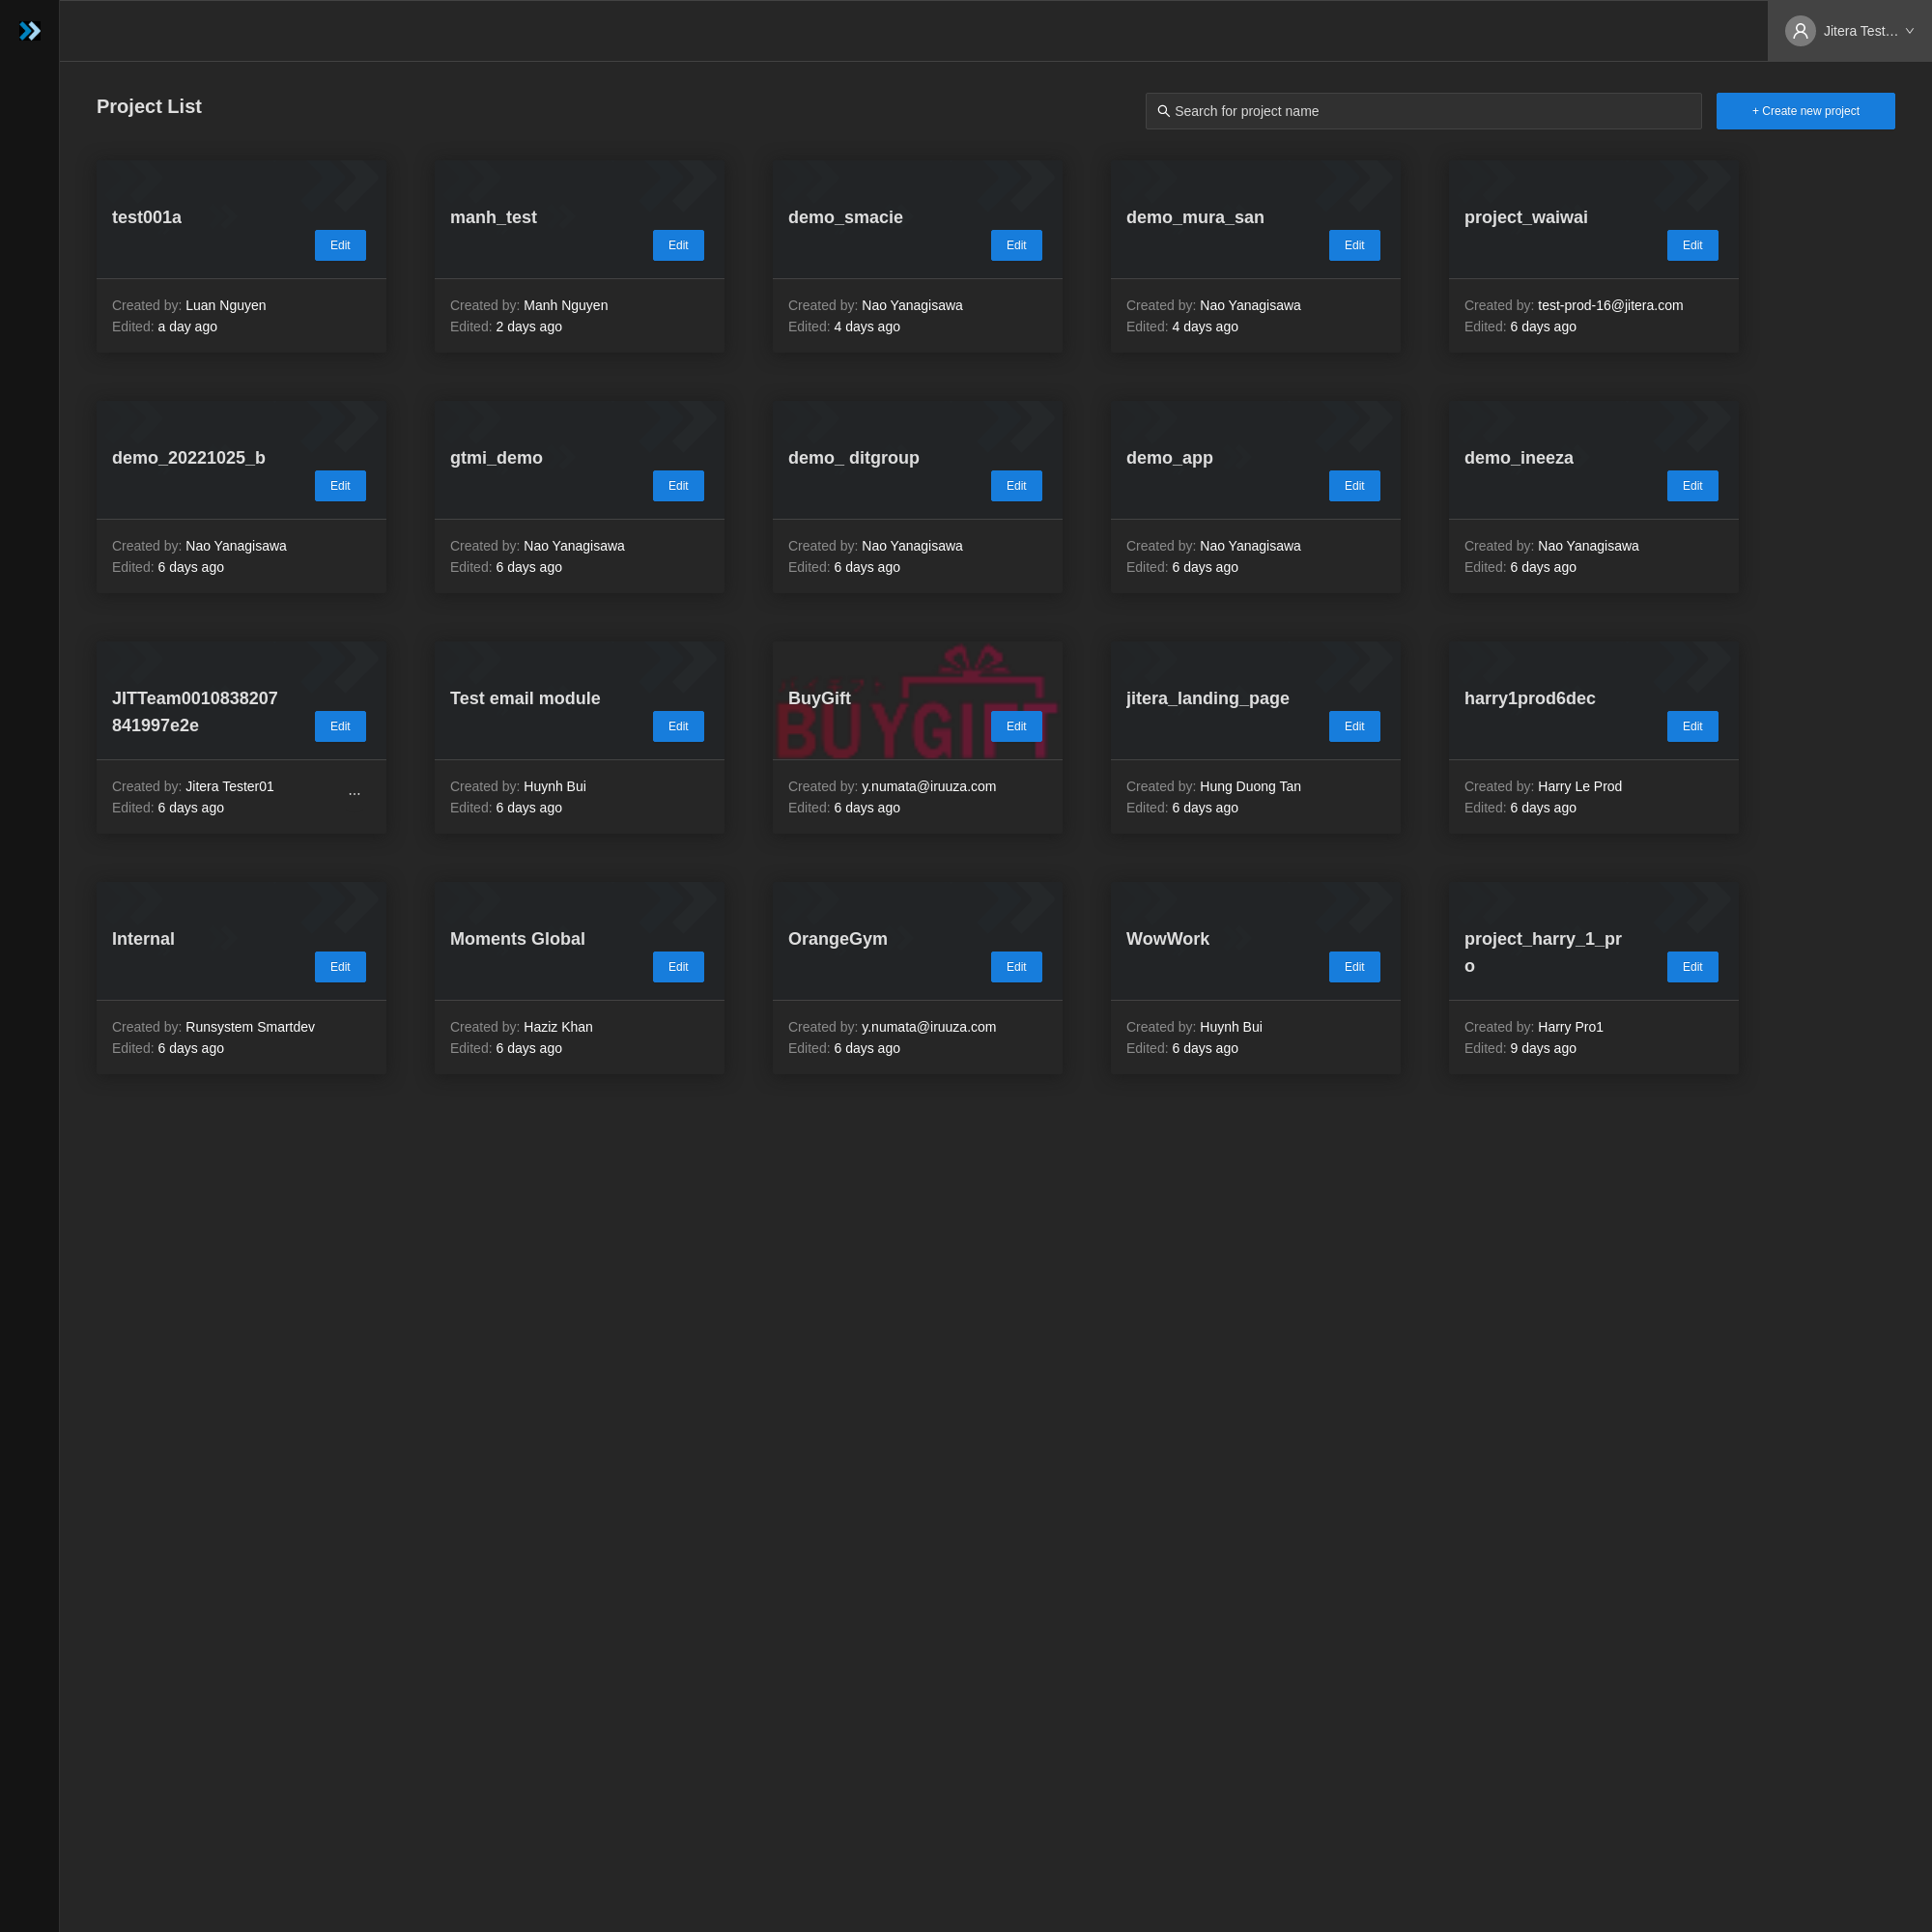 Jitera Test...
Project List
Search for project name
+ Create new project
test001a
Edit
Created by: Luan Nguyen
Edited: a day ago
manh_test
Edit
Created by: Manh Nguyen
Edited: 2 days ago
demo_smacie
Edit
Created by: Nao Yanagisawa
Edited: 4 days ago
demo_mura_san
Edit
Created by: Nao Yanagisawa
Edited: 4 days ago
project_waiwai
Edit
Created by: test-prod-16@jitera.com
Edited: 6 days ago
demo_20221025_b
Edit
Created by: Nao Yanagisawa
Edited: 6 days ago
gtmi_demo
Edit
Created by: Nao Yanagisawa
Edited: 6 days ago
demo_ ditgroup
Edit
Created by: Nao Yanagisawa
Edited: 6 days ago
demo_app
Edit
Created by: Nao Yanagisawa
Edited: 6 days ago
demo_ineeza
Edit
Created by: Nao Yanagisawa
Edited: 6 days ago
JITTeam0010838207
841997e2e
Edit
Created by: Jitera Tester01
...
Edited: 6 days ago
Test email module
Edit
Created by: Huynh Bui
Edited: 6 days ago
BuyGift
BUYGIFT
Edit
Created by: y.numata@iruuza.com
Edited: 6 days ago
jitera_landing_page
Edit
Created by: Hung Duong Tan
Edited: 6 days ago
harry1prod6dec
Edit
Created by: Harry Le Prod
Edited: 6 days ago
Internal
Edit
Created by: Runsystem Smartdev
Edited: 6 days ago
Moments Global
Edit
Created by: Haziz Khan
Edited: 6 days ago
OrangeGym
Edit
Created by: y.numata@iruuza.com
Edited: 6 days ago
WowWork
Edit
Created by: Huynh Bui
Edited: 6 days ago
project_harry_1_pr
o
Edit
Created by: Harry Pro1
Edited: 9 days ago